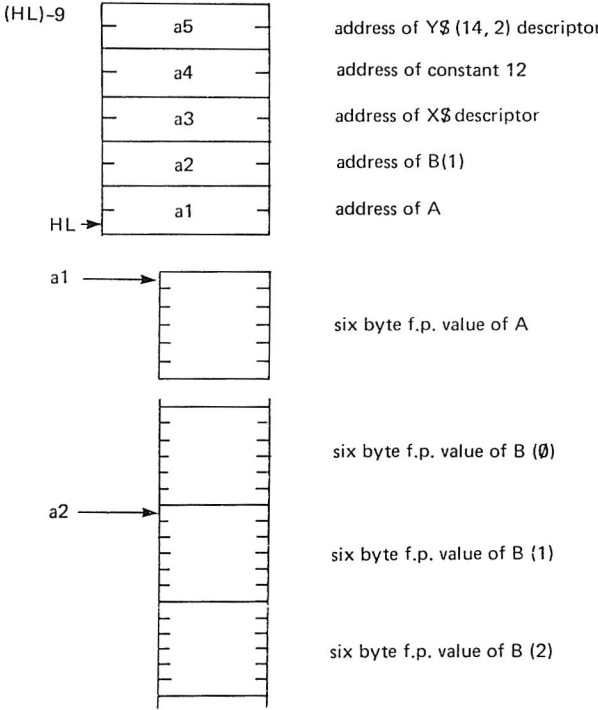 (HL)-9
a5 address of Y$ (14, 2) descriptor
a4 address of constant 12
a3 address of X$ descriptor
a2 address of B(1)
HL a1 address of A
a1
six byte f.p. value of A
six byte f.p. value of B (Ø)
a2
six byte f.p. value of B (1)
six byte f.p. value of B (2)